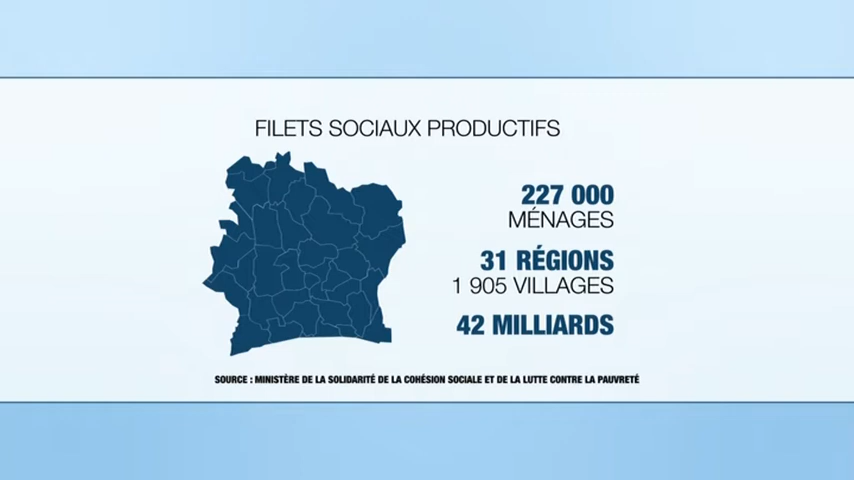 FILETS SOCIAUX PRODUCTIFS
227 000
MÉNAGES
31 RÉGIONS
1 905 VILLAGES
42 MILLIARDS
SOURCE : MINISTÈRE DE LA SOLIDARITÉ DE LA COHÉSION SOCIALE ET DE LA LUTTE CONTRE LA PAUVRETÉ